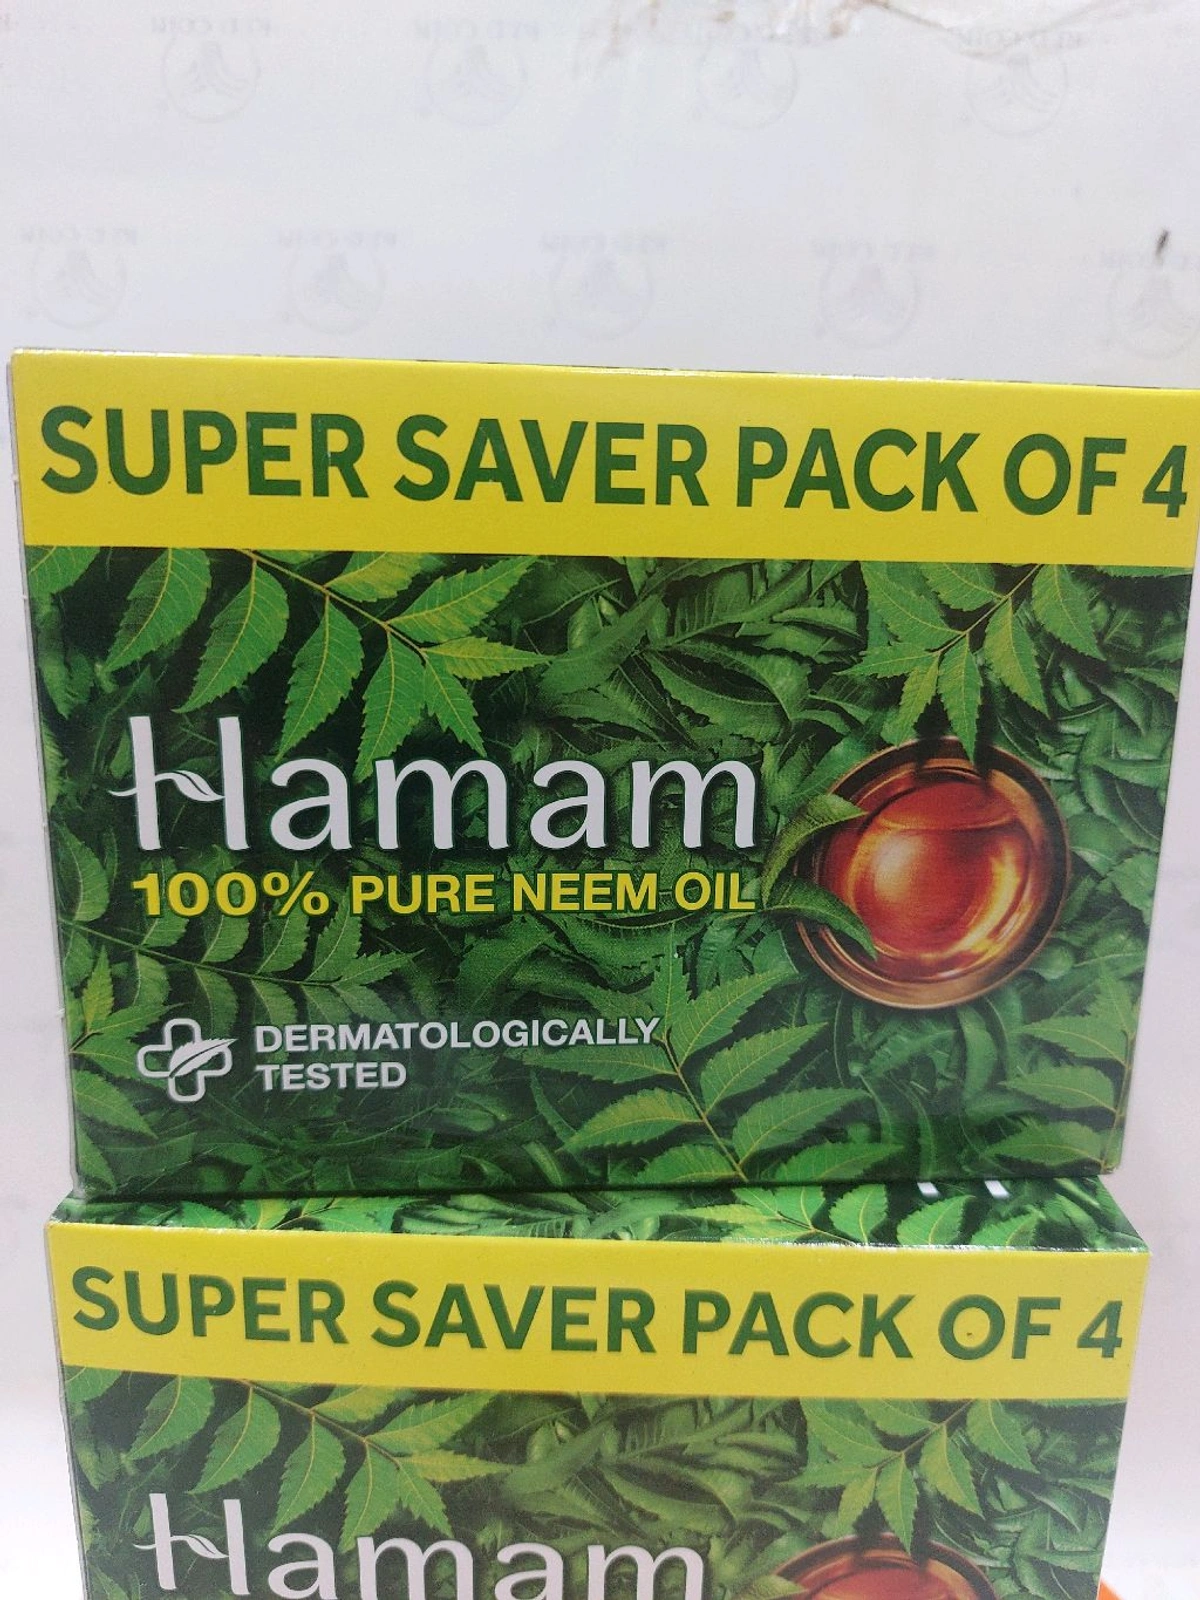 SUPER SAVER PACK OF 4
Hamam
100% PURE NEEM OIL
DERMATOLOGICALLY
TESTED
SUPER SAVER PACK OF 4
Hamam